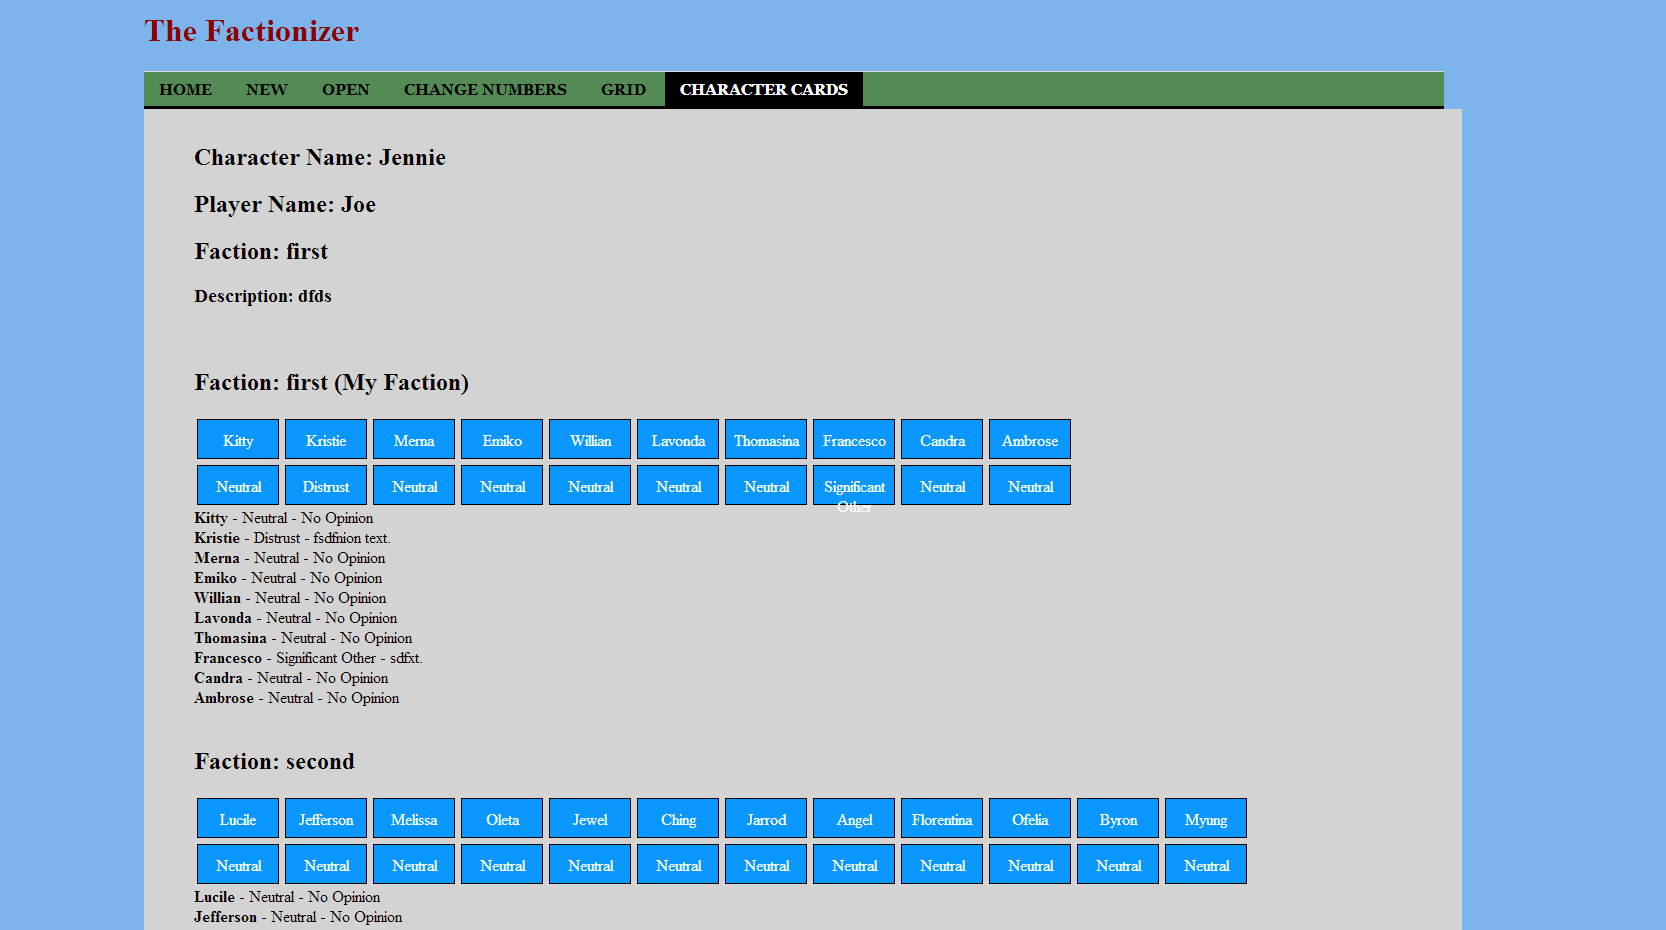 The Factionizer
HOME NEW OPEN CHANGE NUMBERS GRID CHARACTER CARDS
Character Name: Jennie
Player Name: Joe
Faction: first
Description: dfds
Faction: first (My Faction)
Kitty Kristie Merna Emiko Willian Lavonda Thomasina Francesco Candra Ambrose
Neutral Distrust Neutral Neutral Neutral Neutral Neutral Significant Other Neutral Neutral
Kitty - Neutral - No Opinion
Kristie - Distrust - fsdfnion text.
Merna - Neutral - No Opinion
Emiko - Neutral - No Opinion
Willian - Neutral - No Opinion
Lavonda - Neutral - No Opinion
Thomasina - Neutral - No Opinion
Francesco - Significant Other - sdfxt.
Candra - Neutral - No Opinion
Ambrose - Neutral - No Opinion
Faction: second
Lucile Jefferson Melissa Oleta Jewel Ching Jarrod Angel Florentina Ofelia Byron Myung
Neutral Neutral Neutral Neutral Neutral Neutral Neutral Neutral Neutral Neutral Neutral Neutral
Lucile - Neutral - No Opinion
Jefferson - Neutral - No Opinion